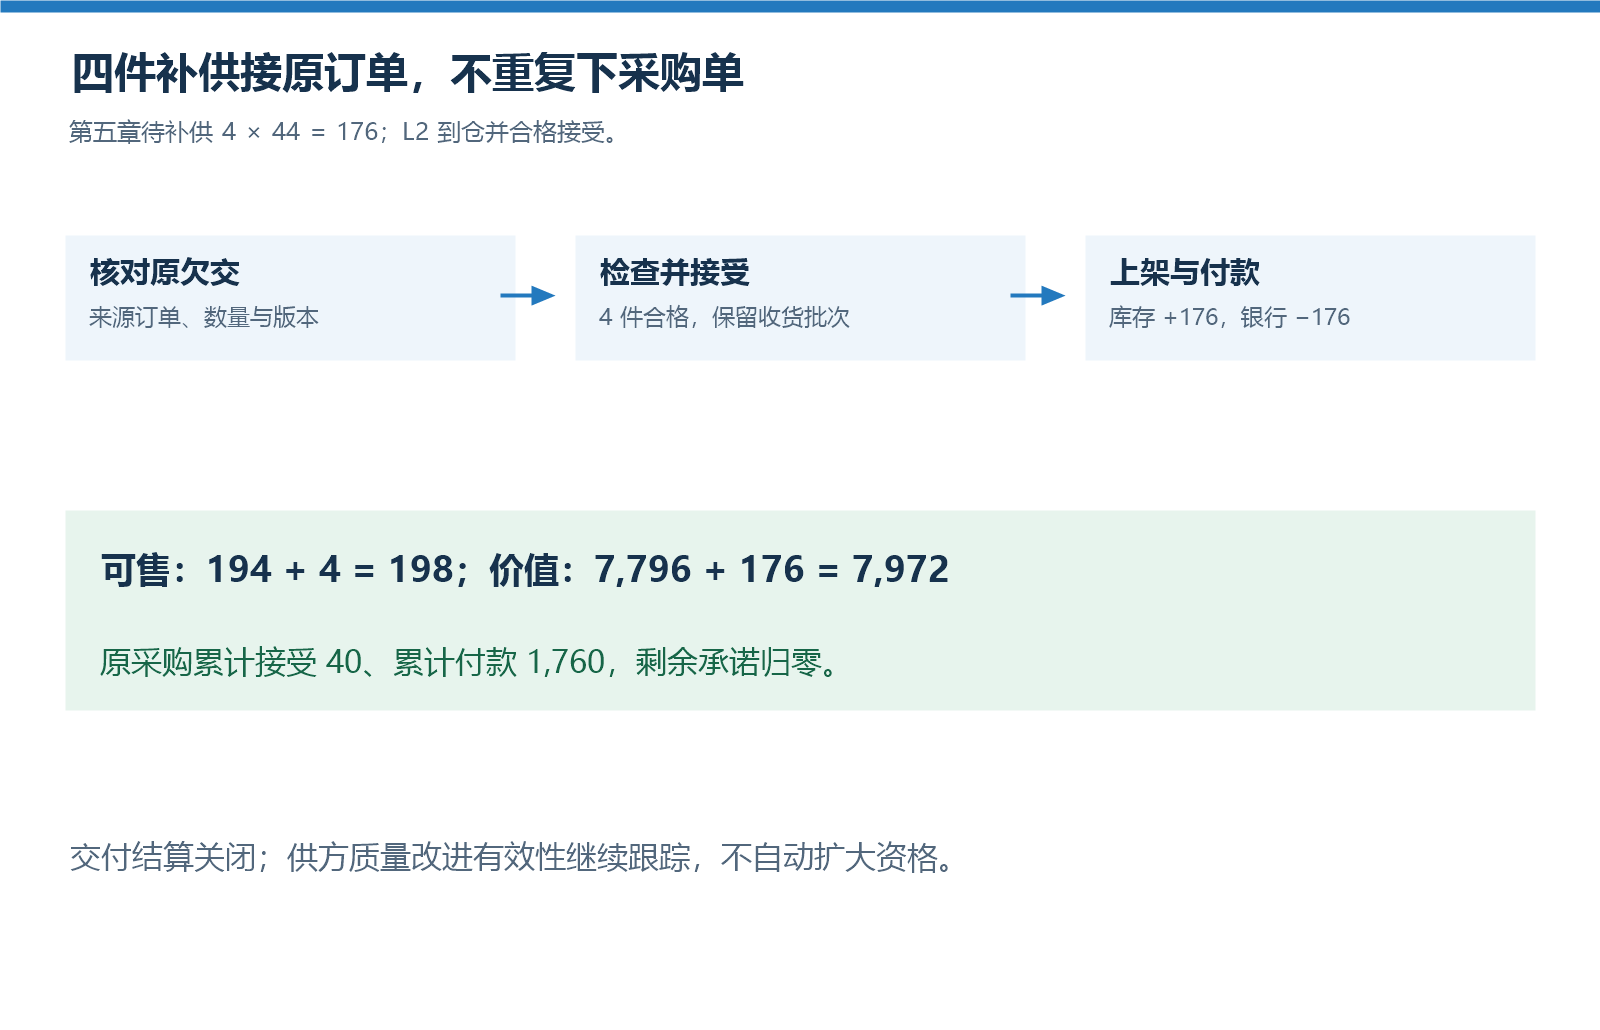 四件补供接原订单，不重复下采购单
第五章待补供 4 × 44 = 176；L2 到仓并合格接受。
核对原欠交
来源订单、数量与版本
检查并接受
4 件合格，保留收货批次
上架与付款
库存 +176，银行 −176
可售：194 + 4 = 198；价值：7,796 + 176 = 7,972
原采购累计接受 40、累计付款 1,760，剩余承诺归零。
交付结算关闭；供方质量改进有效性继续跟踪，不自动扩大资格。